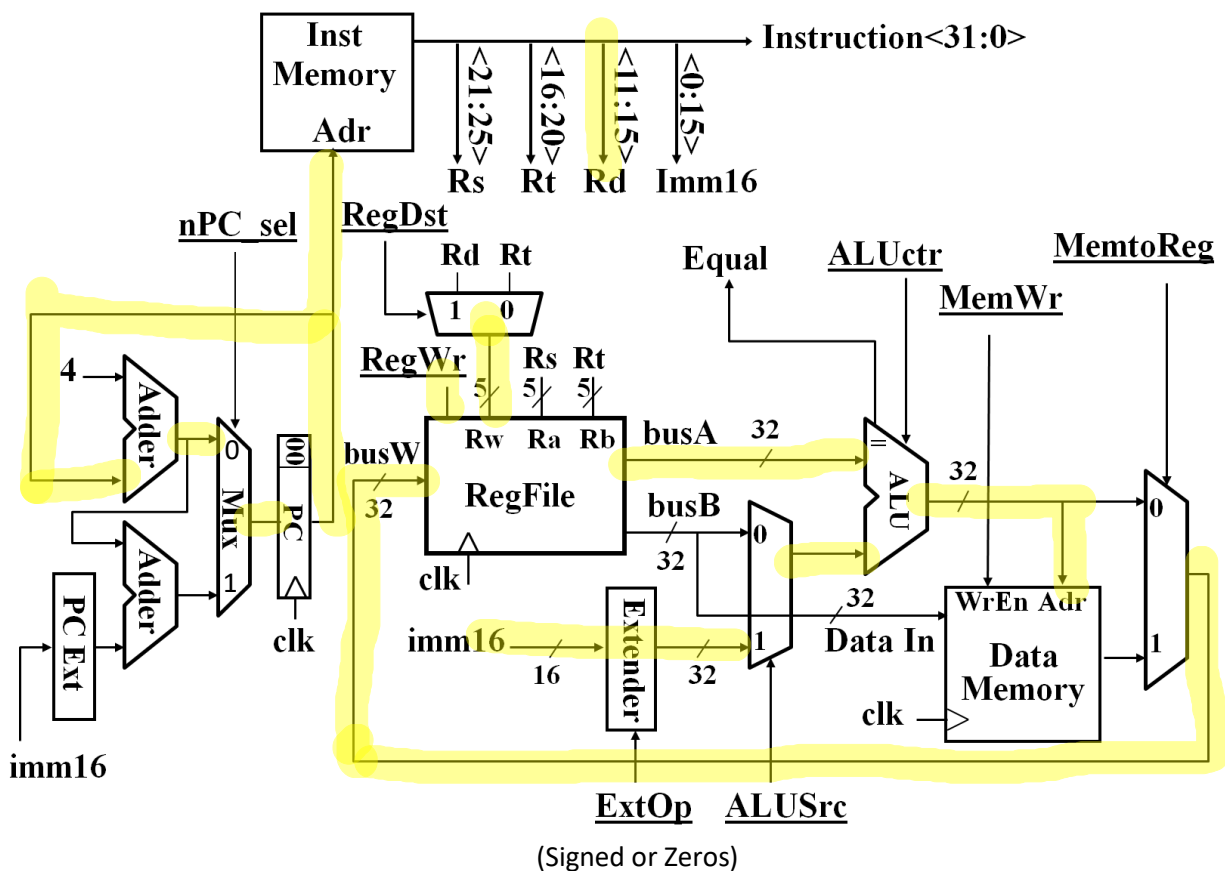 Inst
Memory
Adr
Instruction<31:0>
<21:25>
<16:20>
<11:15>
<0:15>
Rs
Rt
Rd
Imm16
nPC_sel
RegDst
Rd
Rt
1
0
Equal
ALUctr
MemtoReg
MemWr
RegWr
Rs
Rt
5
5
5
4
Adder
0
Mux
1
00
PC
clk
busW
32
Rw
Ra
Rb
RegFile
clk
busA
32
busB
32
=
ALU
32
0
1
0
1
Adder
PC Ext
imm16
imm16
16
Extender
32
32
Data In
WrEn
Adr
Data
Memory
clk
ExtOp
ALUSrc
(Signed or Zeros)